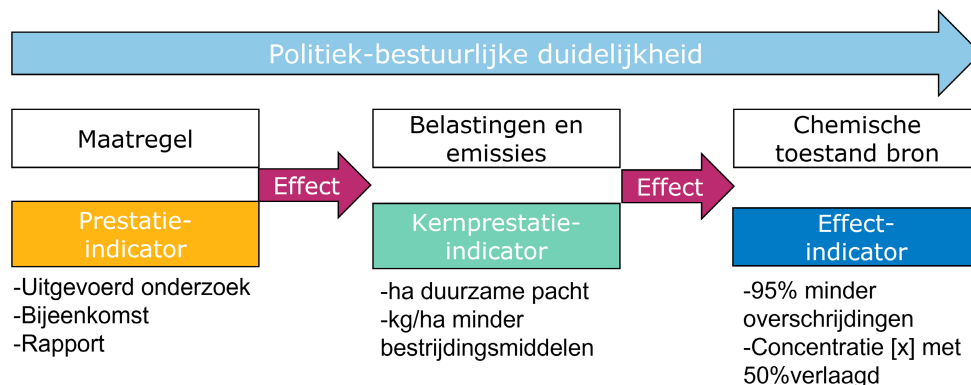 Politiek-bestuurlijke duidelijkheid
Maatregel
Effect
Belastingen en
emissies
Effect
Chemische
toestand bron
Prestatie-
indicator
Kernprestatie-
indicator
Effect-
indicator
-Uitgevoerd onderzoek
-Bijeenkomst
-Rapport
-ha duurzame pacht
-kg/ha minder
bestrijdingsmiddelen
-95% minder
overschrijdingen
-Concentratie [x] met
50%verlaagd